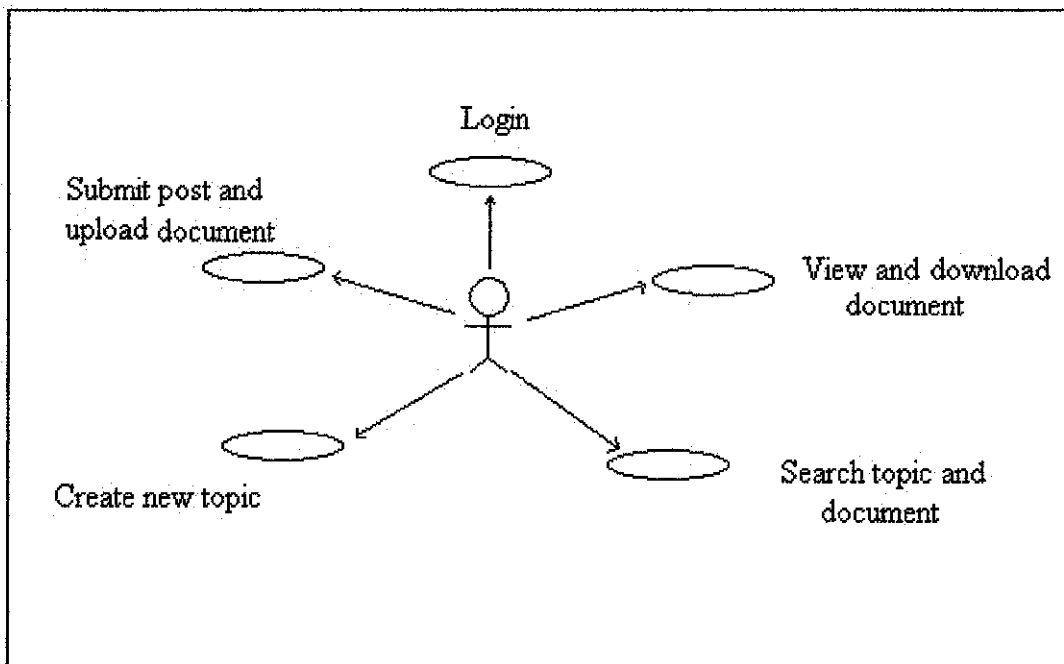 Login
Submit post and
upload document
View and download
document
Create new topic
Search topic and
document